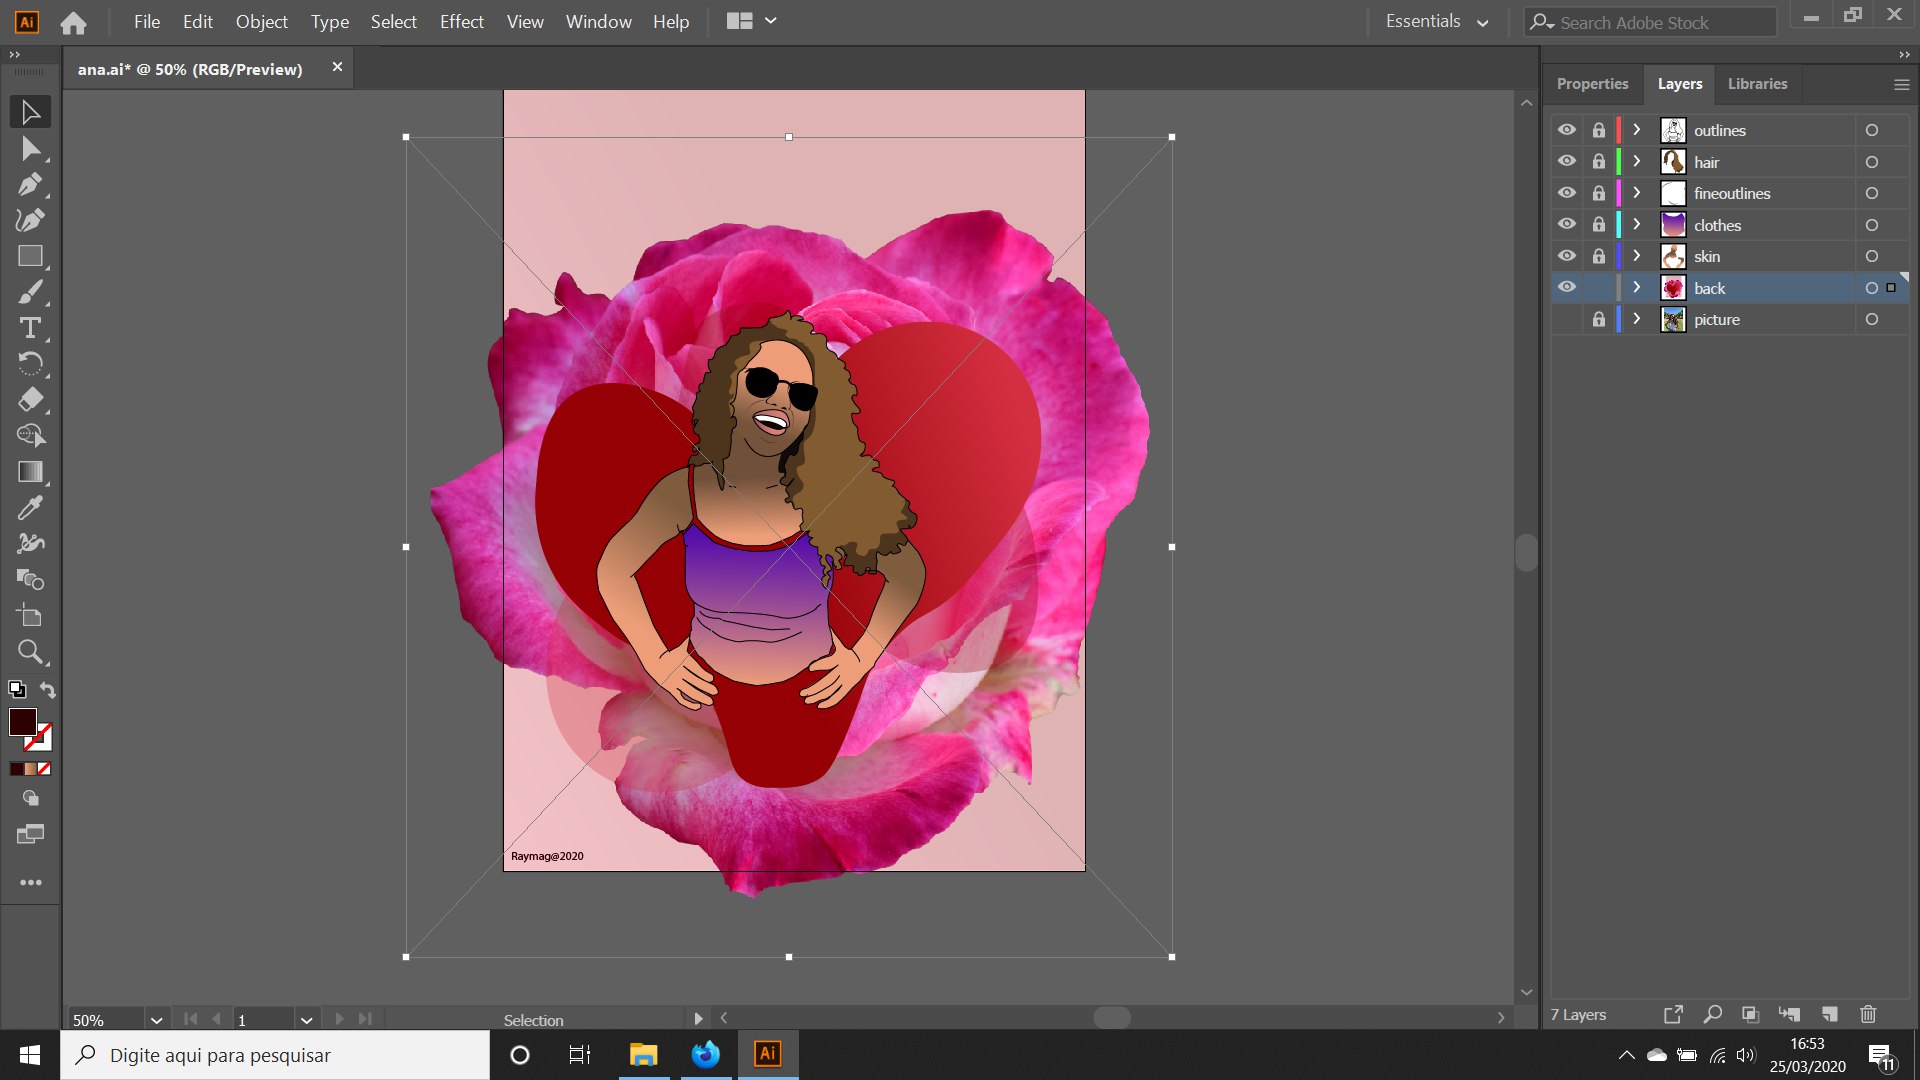 Ai File Edit Object Type Select Effect View Window Help Essentials Search Adobe Stock
ana.ai* @ 50% (RGB/Preview)
Properties Layers Libraries
outlines
hair
fineoutlines
clothes
skin
back
picture
Raymag@2020
50% 1 Selection
7 Layers
Digite aqui para pesquisar
Ai
16:53
25/03/2020
11